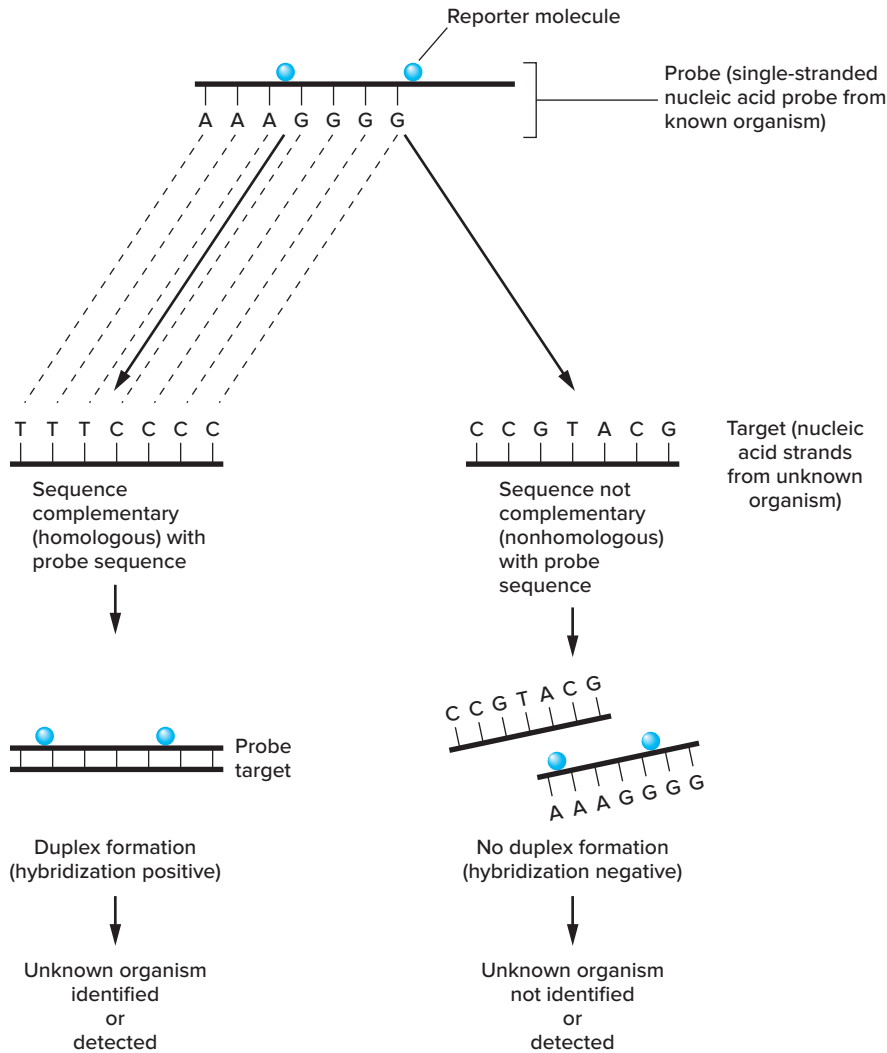 Reporter molecule
Probe (single-stranded
nucleic acid probe from
known organism)
A A A G G G G
T T T C C C C
C C G T A C G
Target (nucleic
acid strands
from unknown
organism)
Sequence
complementary
(homologous) with
probe sequence
Sequence not
complementary
(nonhomologous)
with probe
sequence
C C G T A C G
A A A G G G G
Probe
target
Duplex formation
(hybridization positive)
No duplex formation
(hybridization negative)
Unknown organism
identified
or
detected
Unknown organism
not identified
or
detected